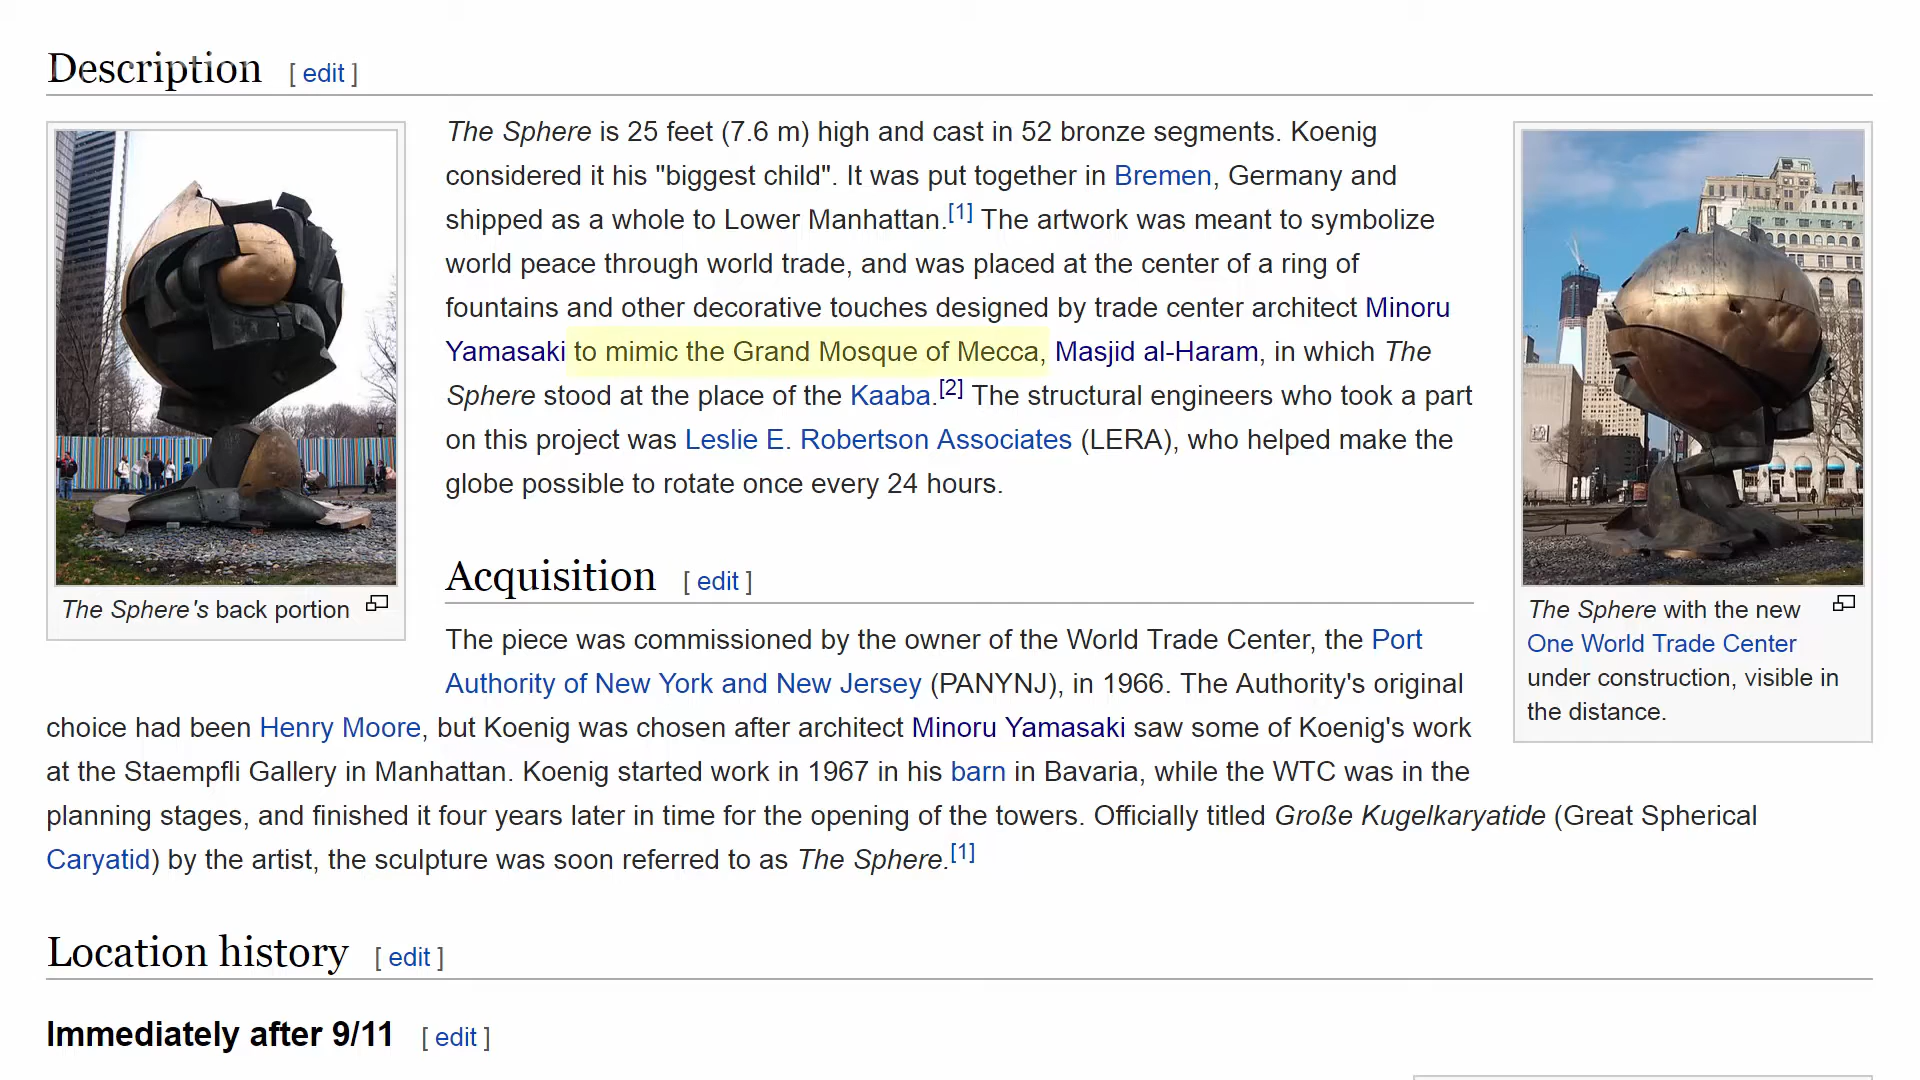 Description [ edit ]
The Sphere is 25 feet (7.6 m) high and cast in 52 bronze segments. Koenig
considered it his "biggest child". It was put together in Bremen, Germany and
shipped as a whole to Lower Manhattan.[1] The artwork was meant to symbolize
world peace through world trade, and was placed at the center of a ring of
fountains and other decorative touches designed by trade center architect Minoru
Yamasaki to mimic the Grand Mosque of Mecca, Masjid al-Haram, in which The
Sphere stood at the place of the Kaaba.[2] The structural engineers who took a part
on this project was Leslie E. Robertson Associates (LERA), who helped make the
globe possible to rotate once every 24 hours.
The Sphere's back portion
The Sphere with the new
One World Trade Center
under construction, visible in
the distance.
Acquisition [ edit ]
The piece was commissioned by the owner of the World Trade Center, the Port
Authority of New York and New Jersey (PANYNJ), in 1966. The Authority's original
choice had been Henry Moore, but Koenig was chosen after architect Minoru Yamasaki saw some of Koenig's work
at the Staempfli Gallery in Manhattan. Koenig started work in 1967 in his barn in Bavaria, while the WTC was in the
planning stages, and finished it four years later in time for the opening of the towers. Officially titled Große Kugelkaryatide (Great Spherical
Caryatid) by the artist, the sculpture was soon referred to as The Sphere.[1]
Location history [ edit ]
Immediately after 9/11 [ edit ]